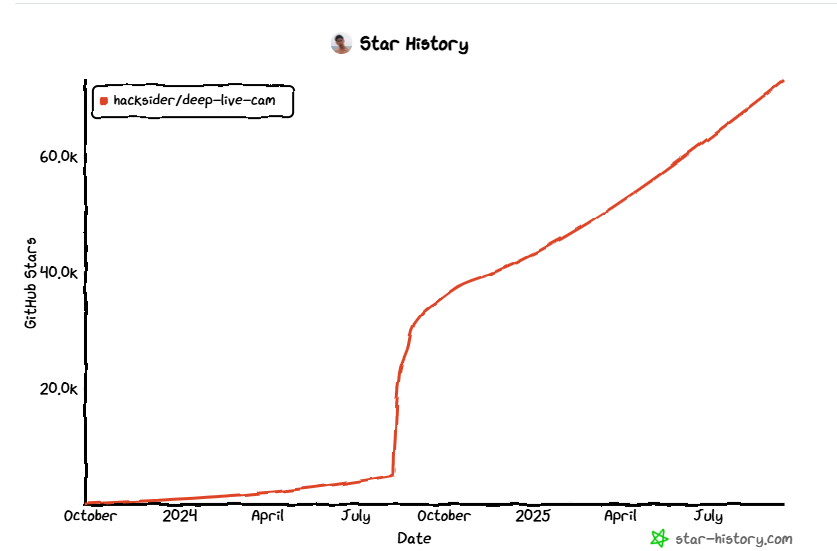 Star History
hacksider/deep-live-cam
60.0k
40.0k
20.0k
GitHub Stars
October 2024 April July October 2025 April July
Date
star-history.com